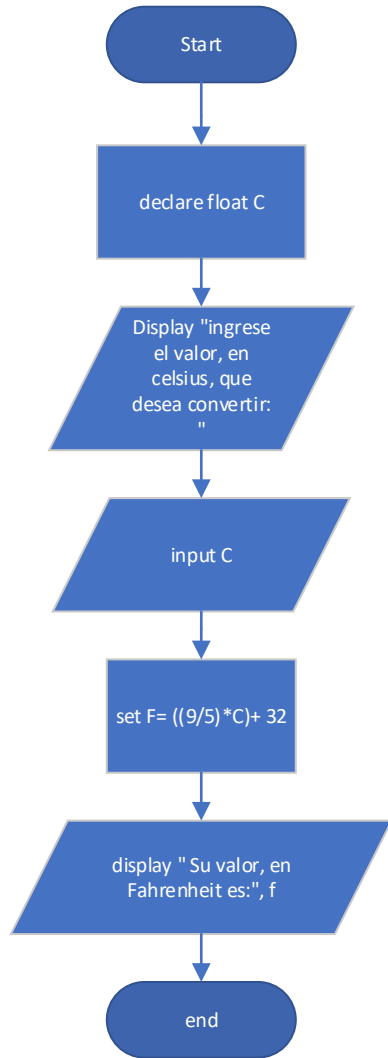 Start
declare float C
Display "ingrese
el valor, en
celsius, que
desea convertir:
"
input C
set F= ((9/5)*C)+ 32
display " Su valor, en
Fahrenheit es:", f
end